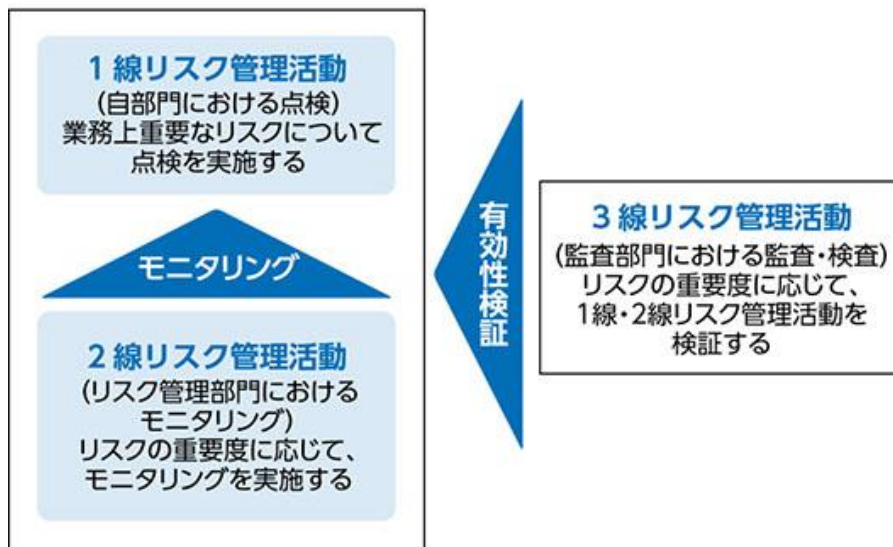 1線リスク管理活動
(自部門における点検)
業務上重要なリスクについて
点検を実施する
モニタリング
2線リスク管理活動
(リスク管理部門における
モニタリング)
リスクの重要度に応じて、
モニタリングを実施する
有効性検証
3線リスク管理活動
(監査部門における監査・検査)
リスクの重要度に応じて、
1線・2線リスク管理活動を
検証する